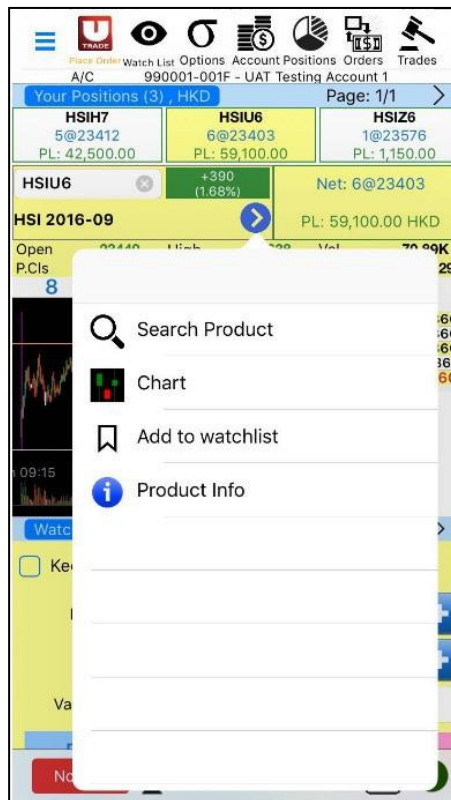 U
TRADE
Place Order Watch List Options Account Positions Orders Trades
A/C 990001-001F - UAT Testing Account 1
Your Positions (3) , HKD Page: 1/1
HSIH7 HSIU6 HSIZ6
5@23412 6@23403 1@23576
PL: 42,500.00 PL: 59,100.00 PL: 1,150.00
HSIU6 +390 (1.68%) Net: 6@23403
HSI 2016-09 PL: 59,100.00 HKD
Open
P.Cls
8
Search Product
Chart
Add to watchlist
Product Info
09:15